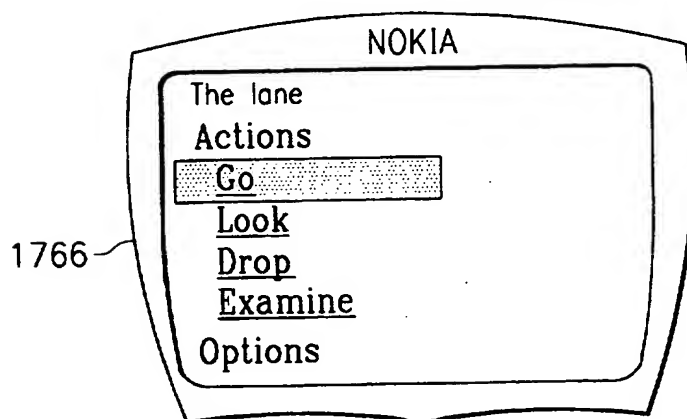 NOKIA
The lane
Actions
Go
Look
Drop
Examine
1766
Options